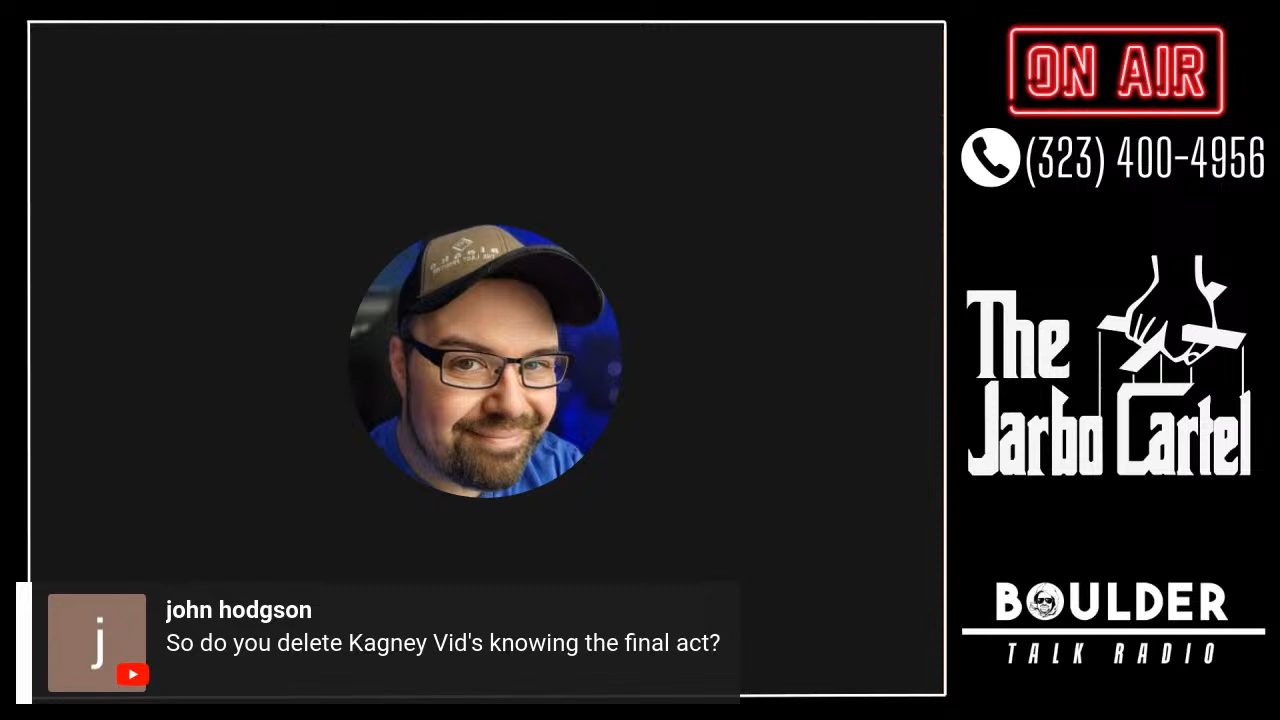 ON AIR
(323) 400-4956
The
Jarbo Cartel
BOULDER
TALK RADIO
john hodgson
So do you delete Kagney Vid's knowing the final act?
j